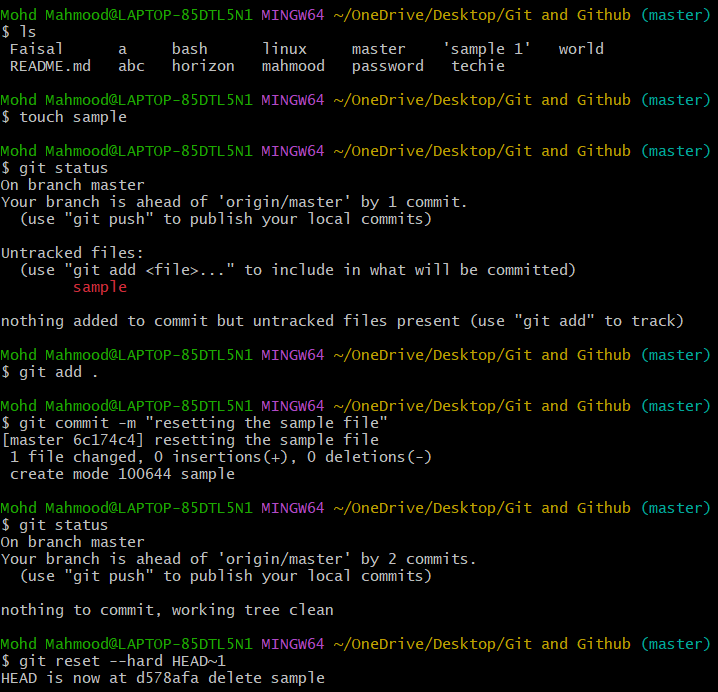 Mohd Mahmood@LAPTOP-85DTL5N1 MINGW64 ~/OneDrive/Desktop/Git and Github (master)
$ ls
 Faisal      a     bash      linux     master    'sample 1'   world
 README.md   abc   horizon   mahmood   password   techie

Mohd Mahmood@LAPTOP-85DTL5N1 MINGW64 ~/OneDrive/Desktop/Git and Github (master)
$ touch sample

Mohd Mahmood@LAPTOP-85DTL5N1 MINGW64 ~/OneDrive/Desktop/Git and Github (master)
$ git status
On branch master
Your branch is ahead of 'origin/master' by 1 commit.
  (use "git push" to publish your local commits)

Untracked files:
  (use "git add <file>..." to include in what will be committed)
        sample

nothing added to commit but untracked files present (use "git add" to track)

Mohd Mahmood@LAPTOP-85DTL5N1 MINGW64 ~/OneDrive/Desktop/Git and Github (master)
$ git add .

Mohd Mahmood@LAPTOP-85DTL5N1 MINGW64 ~/OneDrive/Desktop/Git and Github (master)
$ git commit -m "resetting the sample file"
[master 6c174c4] resetting the sample file
 1 file changed, 0 insertions(+), 0 deletions(-)
 create mode 100644 sample

Mohd Mahmood@LAPTOP-85DTL5N1 MINGW64 ~/OneDrive/Desktop/Git and Github (master)
$ git status
On branch master
Your branch is ahead of 'origin/master' by 2 commits.
  (use "git push" to publish your local commits)

nothing to commit, working tree clean

Mohd Mahmood@LAPTOP-85DTL5N1 MINGW64 ~/OneDrive/Desktop/Git and Github (master)
$ git reset --hard HEAD~1
HEAD is now at d578afa delete sample